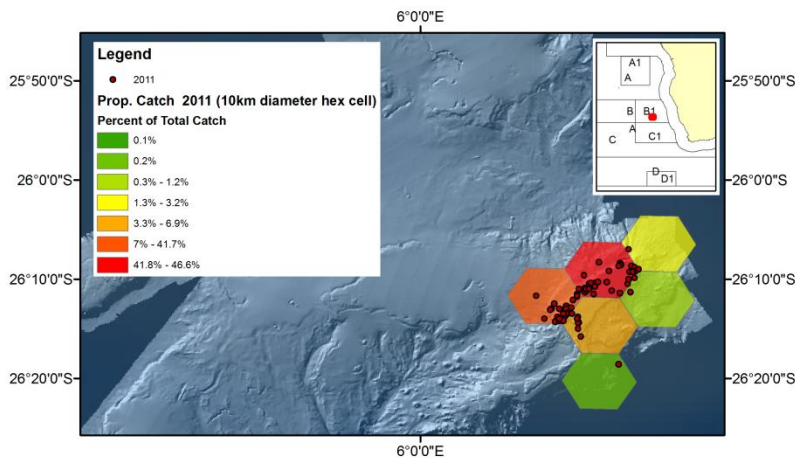 6°0'0"E
Legend
2011
Prop. Catch 2011 (10km diameter hex cell)
Percent of Total Catch
0.1%
0.2%
0.3% - 1.2%
1.3% - 3.2%
3.3% - 6.9%
7% - 41.7%
41.8% - 46.6%
A1
A
B B1
A
C C1
D
D1
25°50'0"S 25°50'0"S
26°0'0"S 26°0'0"S
26°10'0"S 26°10'0"S
26°20'0"S 26°20'0"S
6°0'0"E